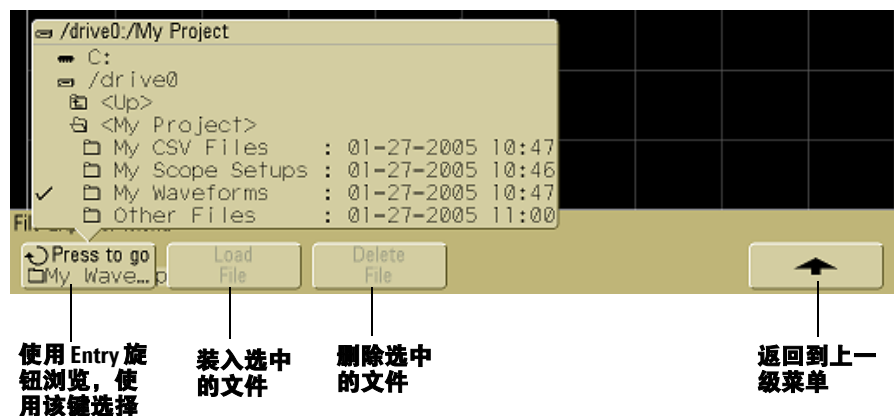 /drive0:/My Project
C:
/drive0
<Up>
<My Project>
My CSV Files : 01-27-2005 10:47
My Scope Setups : 01-27-2005 10:46
My Waveforms : 01-27-2005 10:47
Other Files : 01-27-2005 11:00
Press to go
My Wave…p
Load
File
Delete
File
使用 Entry 旋
钮浏览，使
用该键选择
装入选中
的文件
删除选中
的文件
返回到上一
级菜单